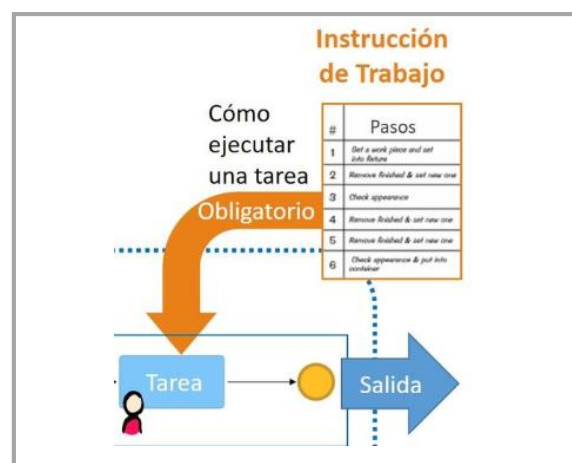 Instrucción
de Trabajo
Cómo
ejecutar
una tarea
Obligatorio
# Pasos
1 Get a work piece and set
into fixture
2 Remove finished & set new one
3 Check appearance
4 Remove finished & set new one
5 Remove finished & set new one
6 Check appearance & put into
container
Tarea
Salida